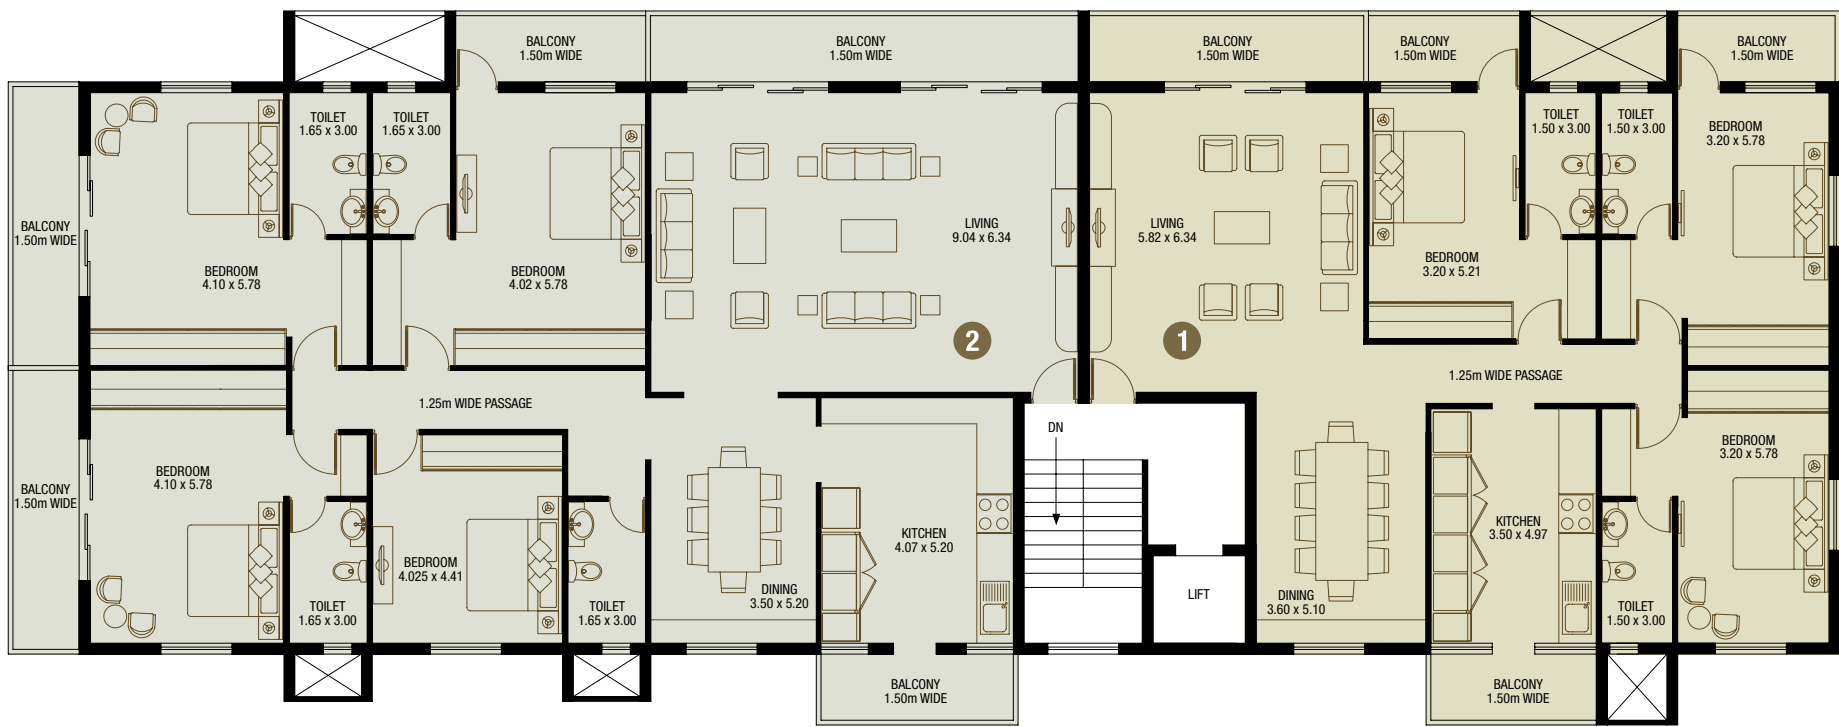 BALCONY
1.50m WIDE
BALCONY
1.50m WIDE
BALCONY
1.50m WIDE
BALCONY
1.50m WIDE
BALCONY
1.50m WIDE
TOILET
1.65 x 3.00
TOILET
1.65 x 3.00
TOILET
1.50 x 3.00
TOILET
1.50 x 3.00
BEDROOM
3.20 x 5.78
BALCONY
1.50m WIDE
LIVING
9.04 x 6.34
LIVING
5.82 x 6.34
BEDROOM
4.10 x 5.78
BEDROOM
4.02 x 5.78
BEDROOM
3.20 x 5.21
2
1
1.25m WIDE PASSAGE
1.25m WIDE PASSAGE
DN
BEDROOM
4.10 x 5.78
BEDROOM
3.20 x 5.78
BALCONY
1.50m WIDE
KITCHEN
4.07 x 5.20
KITCHEN
3.50 x 4.97
BEDROOM
4.025 x 4.41
DINING
3.50 x 5.20
LIFT
DINING
3.60 x 5.10
TOILET
1.65 x 3.00
TOILET
1.65 x 3.00
TOILET
1.50 x 3.00
BALCONY
1.50m WIDE
BALCONY
1.50m WIDE